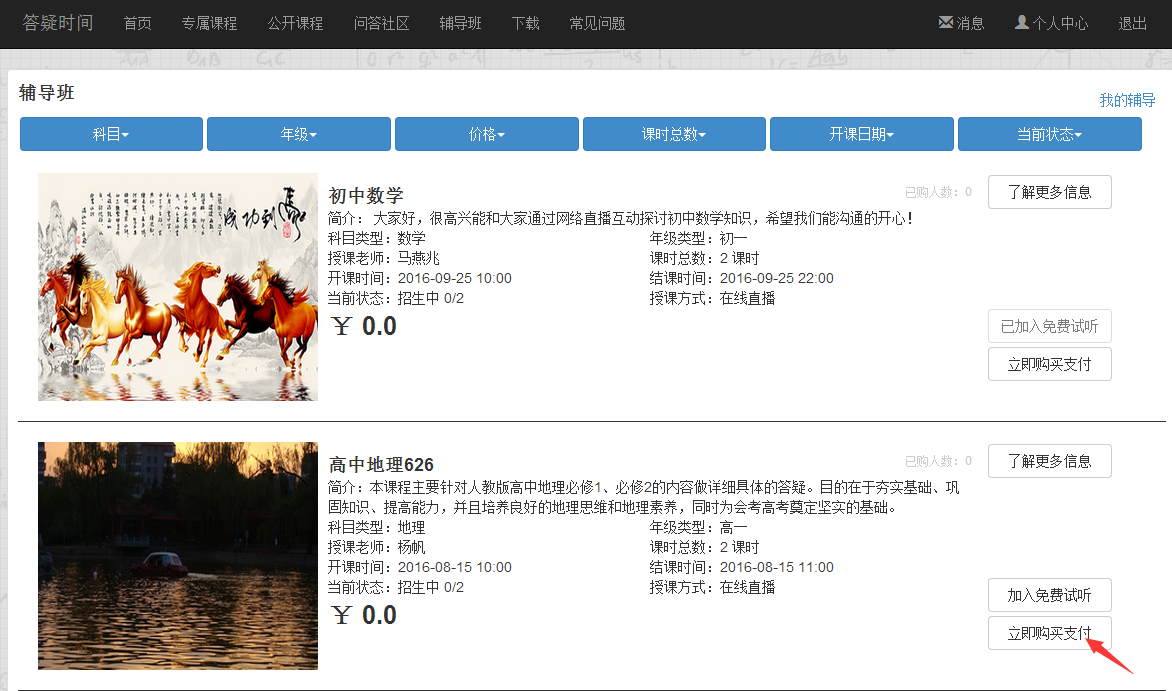 答疑时间 首页 专属课程 公开课程 问答社区 辅导班 下载 常见问题 消息 个人中心 退出
辅导班
我的辅导
科目 年级 价格 课时总数 开课日期 当前状态
成功到马
初中数学 已购人数：0 了解更多信息
简介： 大家好，很高兴能和大家通过网络直播互动探讨初中数学知识，希望我们能沟通的开心！
科目类型：数学 年级类型：初一
授课老师：马燕兆 课时总数：2 课时
开课时间：2016-09-25 10:00 结课时间：2016-09-25 22:00
当前状态：招生中 0/2 授课方式：在线直播
￥ 0.0 已加入免费试听
立即购买支付
高中地理626 已购人数：0 了解更多信息
简介：本课程主要针对人教版高中地理必修1、必修2的内容做详细具体的答疑。目的在于夯实基础、巩
固知识、提高能力，并且培养良好的地理思维和地理素养，同时为会考高考奠定坚实的基础。
科目类型：地理 年级类型：高一
授课老师：杨帆 课时总数：2 课时
开课时间：2016-08-15 10:00 结课时间：2016-08-15 11:00
当前状态：招生中 0/2 授课方式：在线直播
￥ 0.0 加入免费试听
立即购买支付